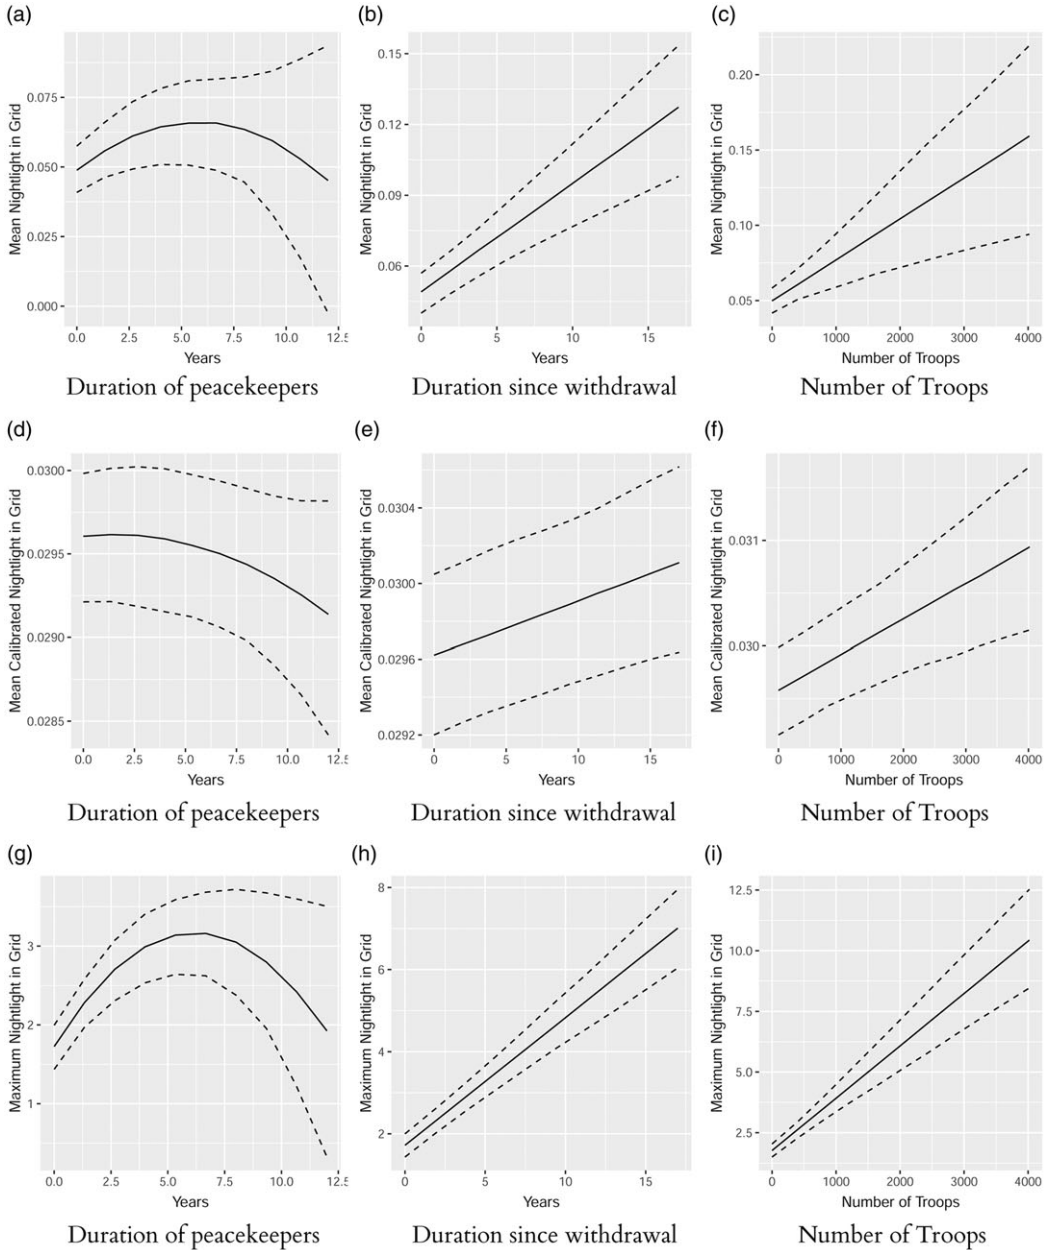 (a)
Mean Nightlight in Grid
0.075
0.050
0.025
0.000
0.0 2.5 5.0 7.5 10.0 12.5
Years
Duration of peacekeepers
(b)
Mean Nightlight in Grid
0.15
0.12
0.09
0.06
0 5 10 15
Years
Duration since withdrawal
(c)
Mean Nightlight in Grid
0.20
0.15
0.10
0.05
0 1000 2000 3000 4000
Number of Troops
Number of Troops
(d)
Mean Calibrated Nightlight in Grid
0.0300
0.0295
0.0290
0.0285
0.0 2.5 5.0 7.5 10.0 12.5
Years
Duration of peacekeepers
(e)
Mean Calibrated Nightlight in Grid
0.0304
0.0300
0.0296
0.0292
0 5 10 15
Years
Duration since withdrawal
(f)
Mean Calibrated Nightlight in Grid
0.031
0.030
0 1000 2000 3000 4000
Number of Troops
Number of Troops
(g)
Maximum Nightlight in Grid
3
2
1
0.0 2.5 5.0 7.5 10.0 12.5
Years
Duration of peacekeepers
(h)
Maximum Nightlight in Grid
8
6
4
2
0 5 10 15
Years
Duration since withdrawal
(i)
Maximum Nightlight in Grid
12.5
10.0
7.5
5.0
2.5
0 1000 2000 3000 4000
Number of Troops
Number of Troops